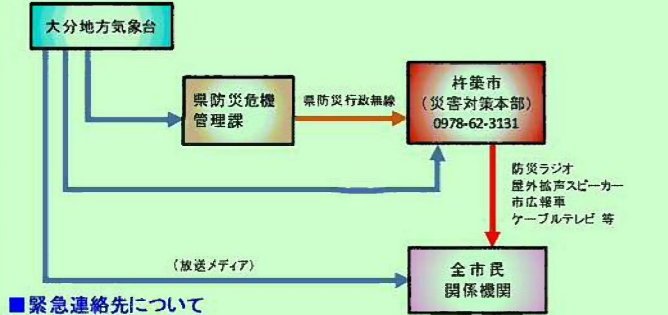 大分地方気象台
県防災危機
管理課
県防災行政無線
杵築市
(災害対策本部)
0978-62-3131
防災ラジオ
屋外拡声スピーカー
市広報車
ケーブルテレビ 等
(放送メディア)
全市民
関係機関
■緊急連絡先について